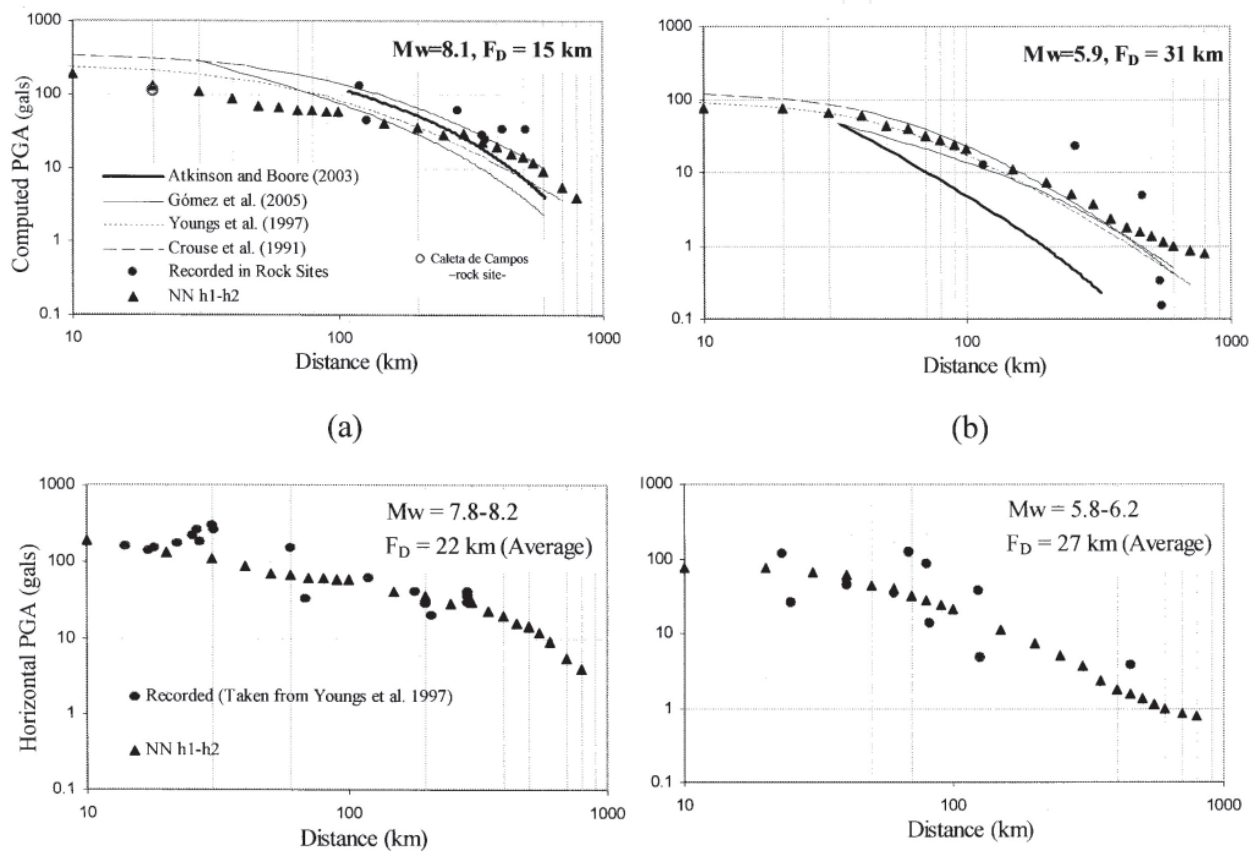 1000
100
10
1
0.1
Computed PGA (gals)
Mw=8.1, F_D = 15 km
Atkinson and Boore (2003)
Gómez et al. (2005)
Youngs et al. (1997)
Crouse et al. (1991)
Recorded in Rock Sites
NN h1-h2
Caleta de Campos
–rock site-
10
100
1000
Distance (km)
(a)
1000
100
10
1
0.1
Mw=5.9, F_D = 31 km
10
100
1000
Distance (km)
(b)
1000
100
10
1
0.1
Horizontal PGA (gals)
Mw = 7.8-8.2
F_D = 22 km (Average)
Recorded (Taken from Youngs et al. 1997)
NN h1-h2
10
100
1000
Distance (km)
1000
100
10
1
0.1
Mw = 5.8-6.2
F_D = 27 km (Average)
10
100
1000
Distance (km)